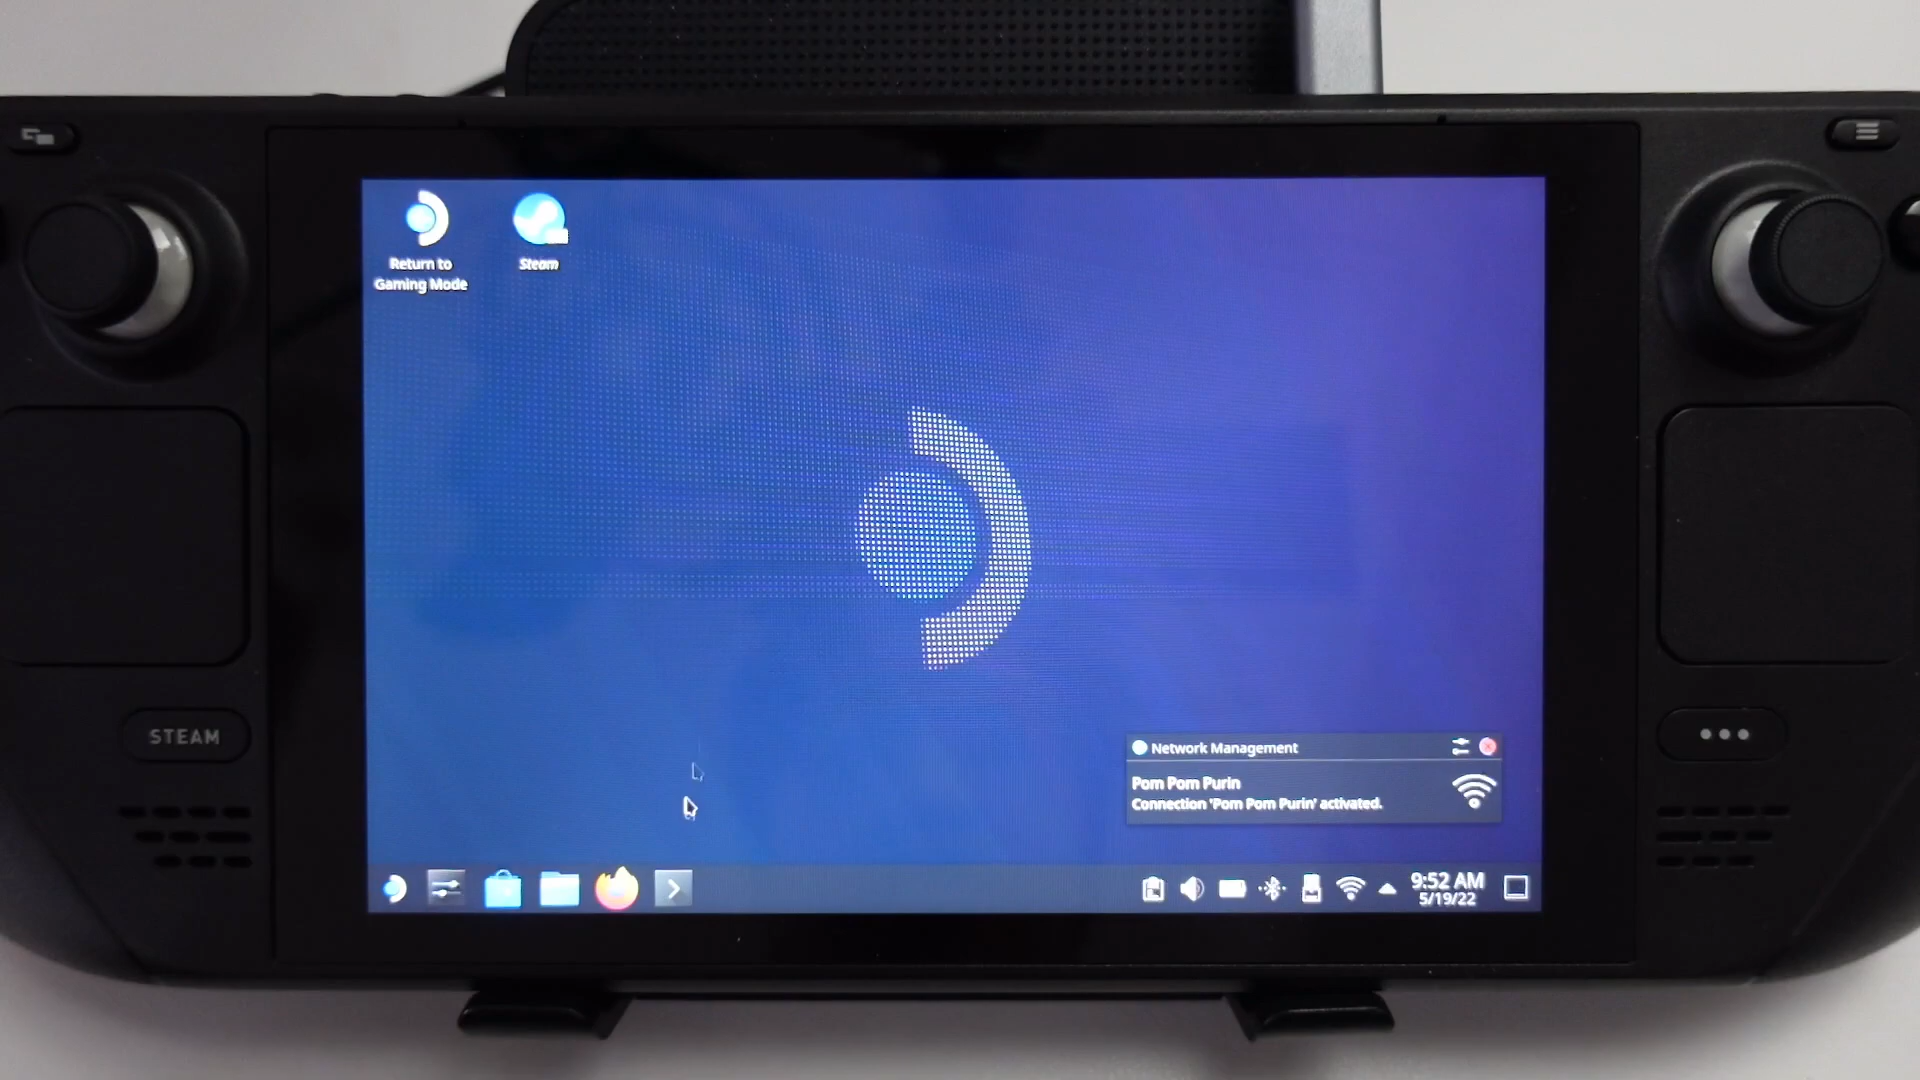 Return to
Gaming Mode
Steam
STEAM
Network Management
Pom Pom Purin
Connection 'Pom Pom Purin' activated.
9:52 AM
5/19/22